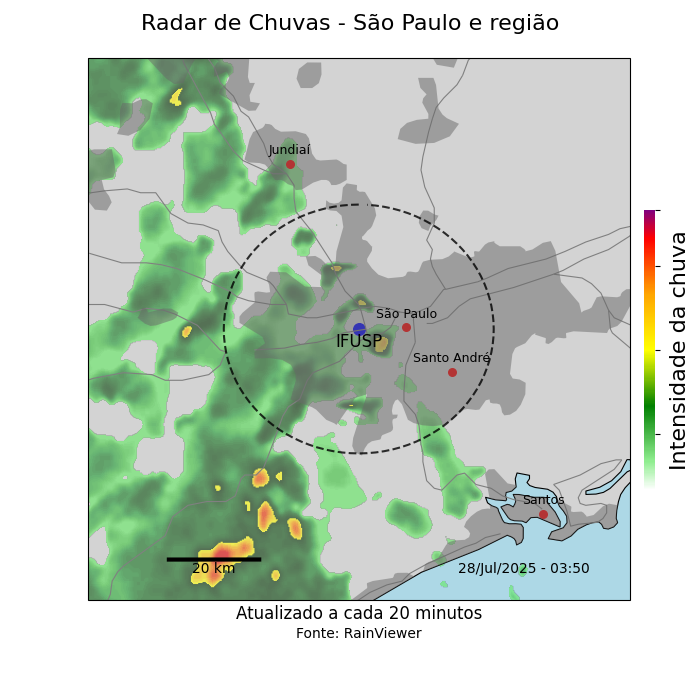 Radar de Chuvas - São Paulo e região
Jundiaí
São Paulo
IFUSP
Santo André
Intensidade da chuva
Santos
20 km
28/Jul/2025 - 03:50
Atualizado a cada 20 minutos
Fonte: RainViewer